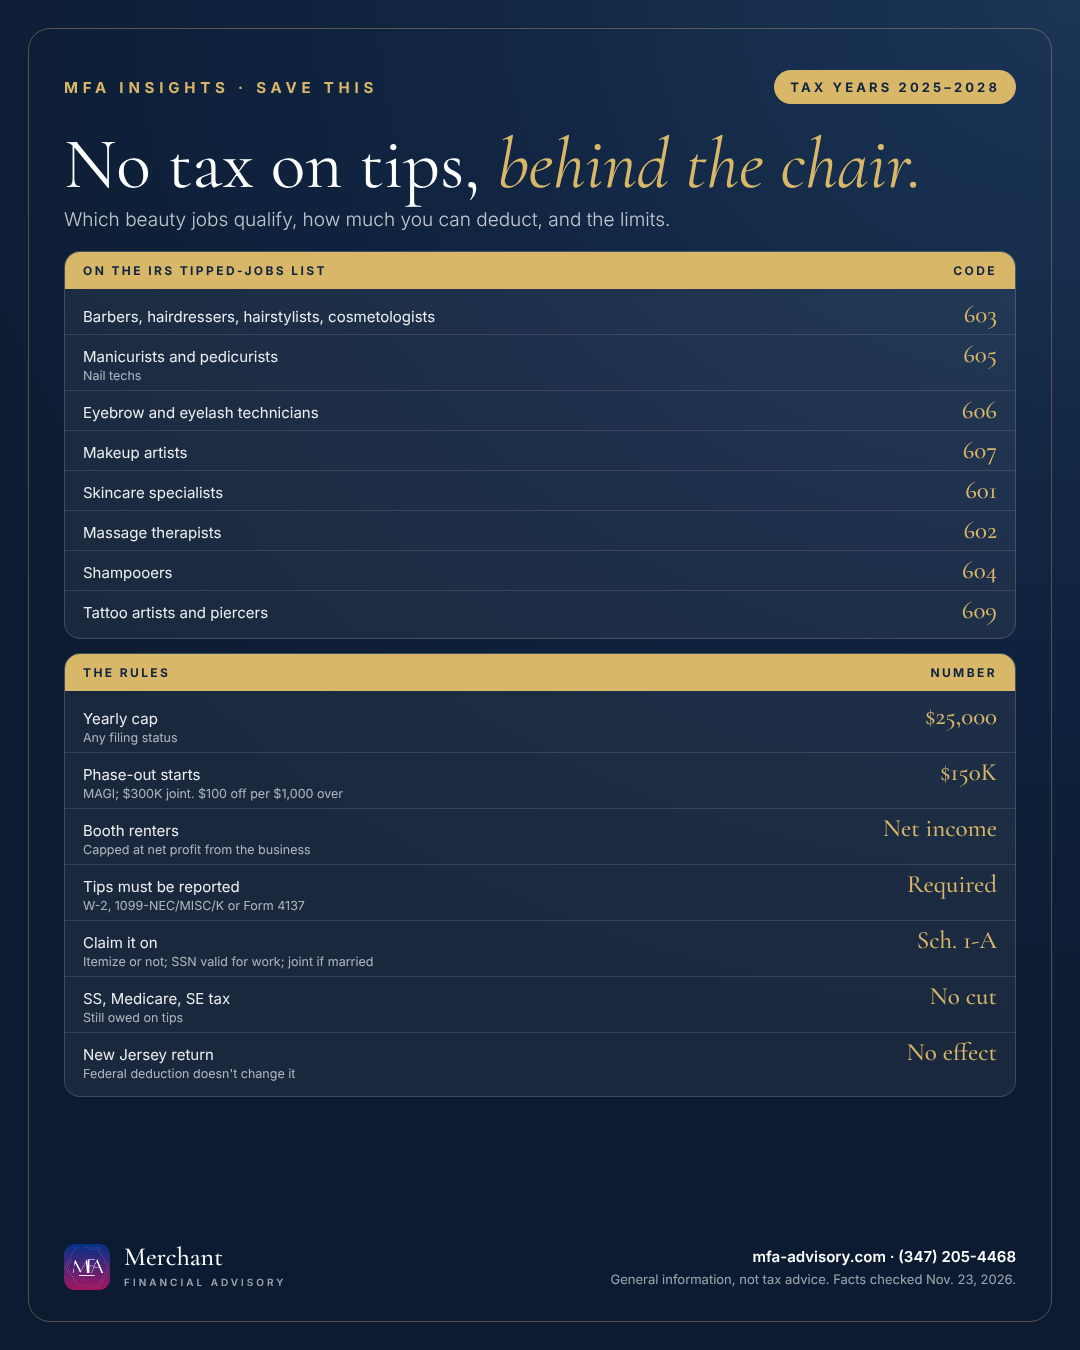 MFA INSIGHTS · SAVE THIS
TAX YEARS 2025–2028
No tax on tips, behind the chair.
Which beauty jobs qualify, how much you can deduct, and the limits.
ON THE IRS TIPPED-JOBS LIST CODE
Barbers, hairdressers, hairstylists, cosmetologists 603
Manicurists and pedicurists 605
Nail techs
Eyebrow and eyelash technicians 606
Makeup artists 607
Skincare specialists 601
Massage therapists 602
Shampooers 604
Tattoo artists and piercers 609
THE RULES NUMBER
Yearly cap $25,000
Any filing status
Phase-out starts $150K
MAGI; $300K joint. $100 off per $1,000 over
Booth renters Net income
Capped at net profit from the business
Tips must be reported Required
W-2, 1099-NEC/MISC/K or Form 4137
Claim it on Sch. 1-A
Itemize or not; SSN valid for work; joint if married
SS, Medicare, SE tax No cut
Still owed on tips
New Jersey return No effect
Federal deduction doesn't change it
MFA
Merchant
FINANCIAL ADVISORY
mfa-advisory.com · (347) 205-4468
General information, not tax advice. Facts checked Nov. 23, 2026.